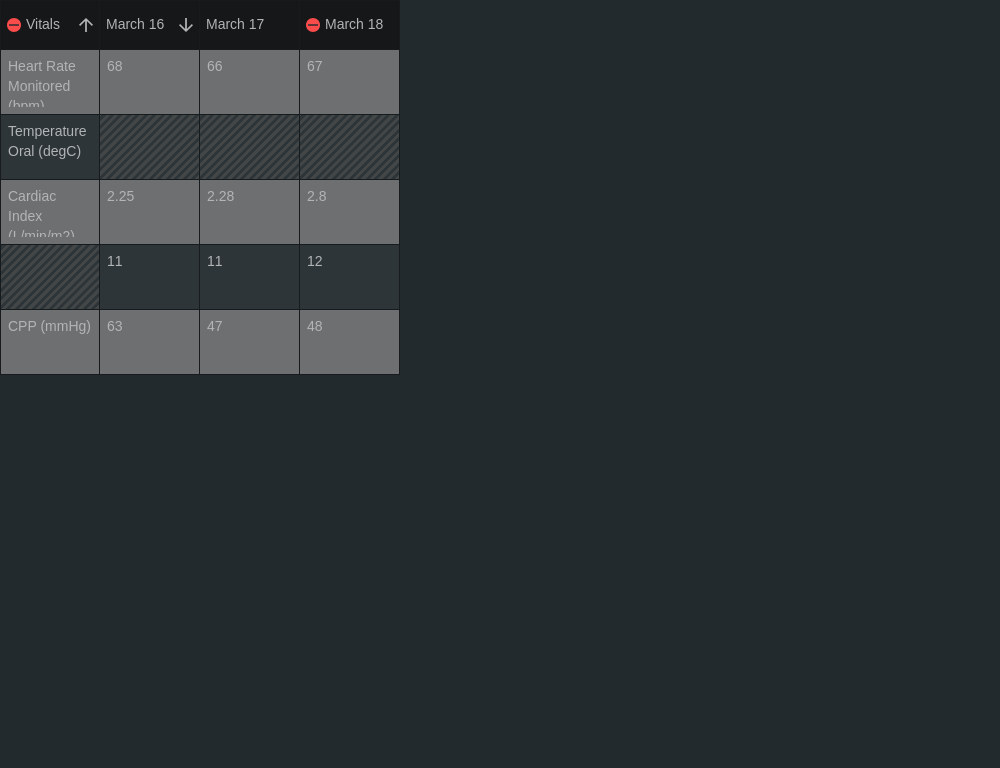 Vitals March 16 March 17 March 18
Heart Rate 68 66 67
Monitored
(bpm)
Temperature
Oral (degC)
Cardiac 2.25 2.28 2.8
Index
(L/min/m2)
11 11 12
CPP (mmHg) 63 47 48